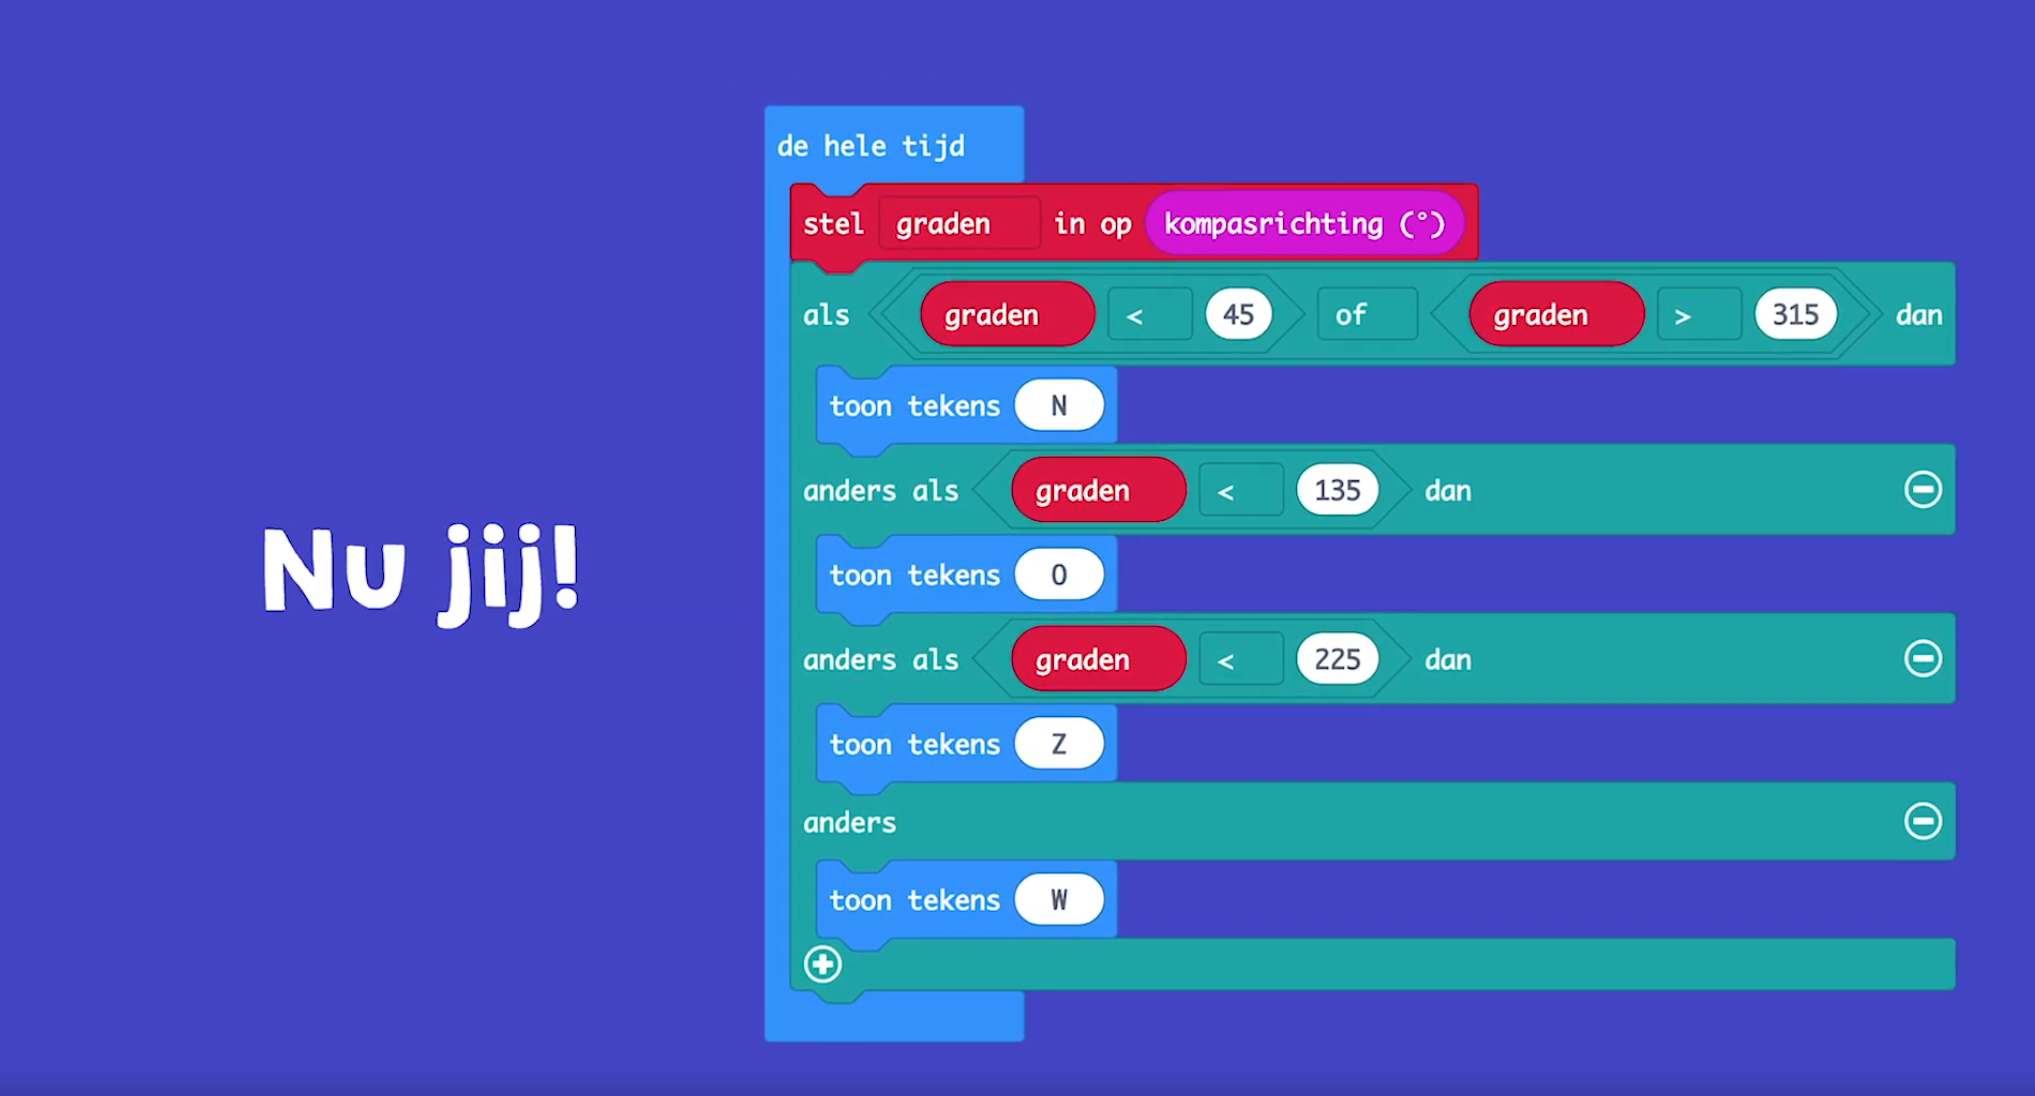 Nu jij!
de hele tijd
stel graden in op kompasrichting (°)
als graden < 45 of graden > 315 dan
toon tekens N
anders als graden < 135 dan
toon tekens O
anders als graden < 225 dan
toon tekens Z
anders
toon tekens W